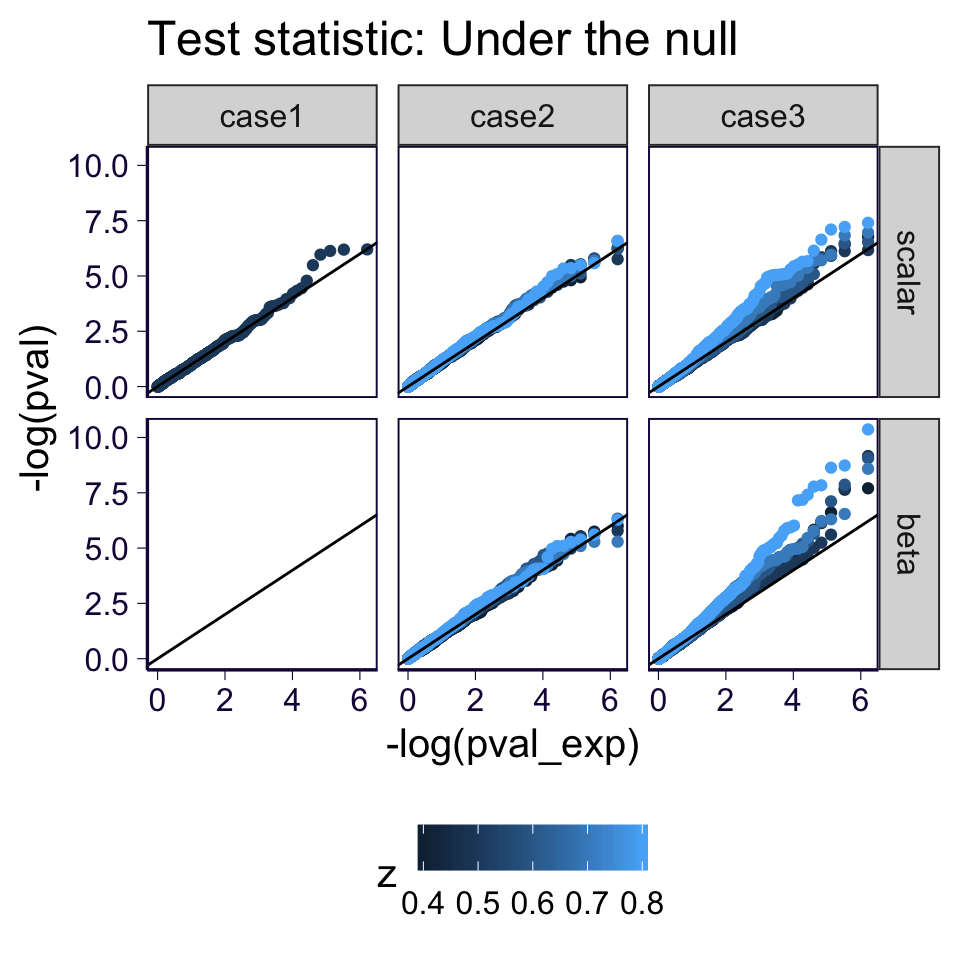 Test statistic: Under the null
case1 case2 case3
10.0
7.5
5.0
2.5
0.0
scalar
10.0
7.5
5.0
2.5
0.0
beta
-log(pval)
0 2 4 6 0 2 4 6 0 2 4 6
-log(pval_exp)
z
0.4 0.5 0.6 0.7 0.8